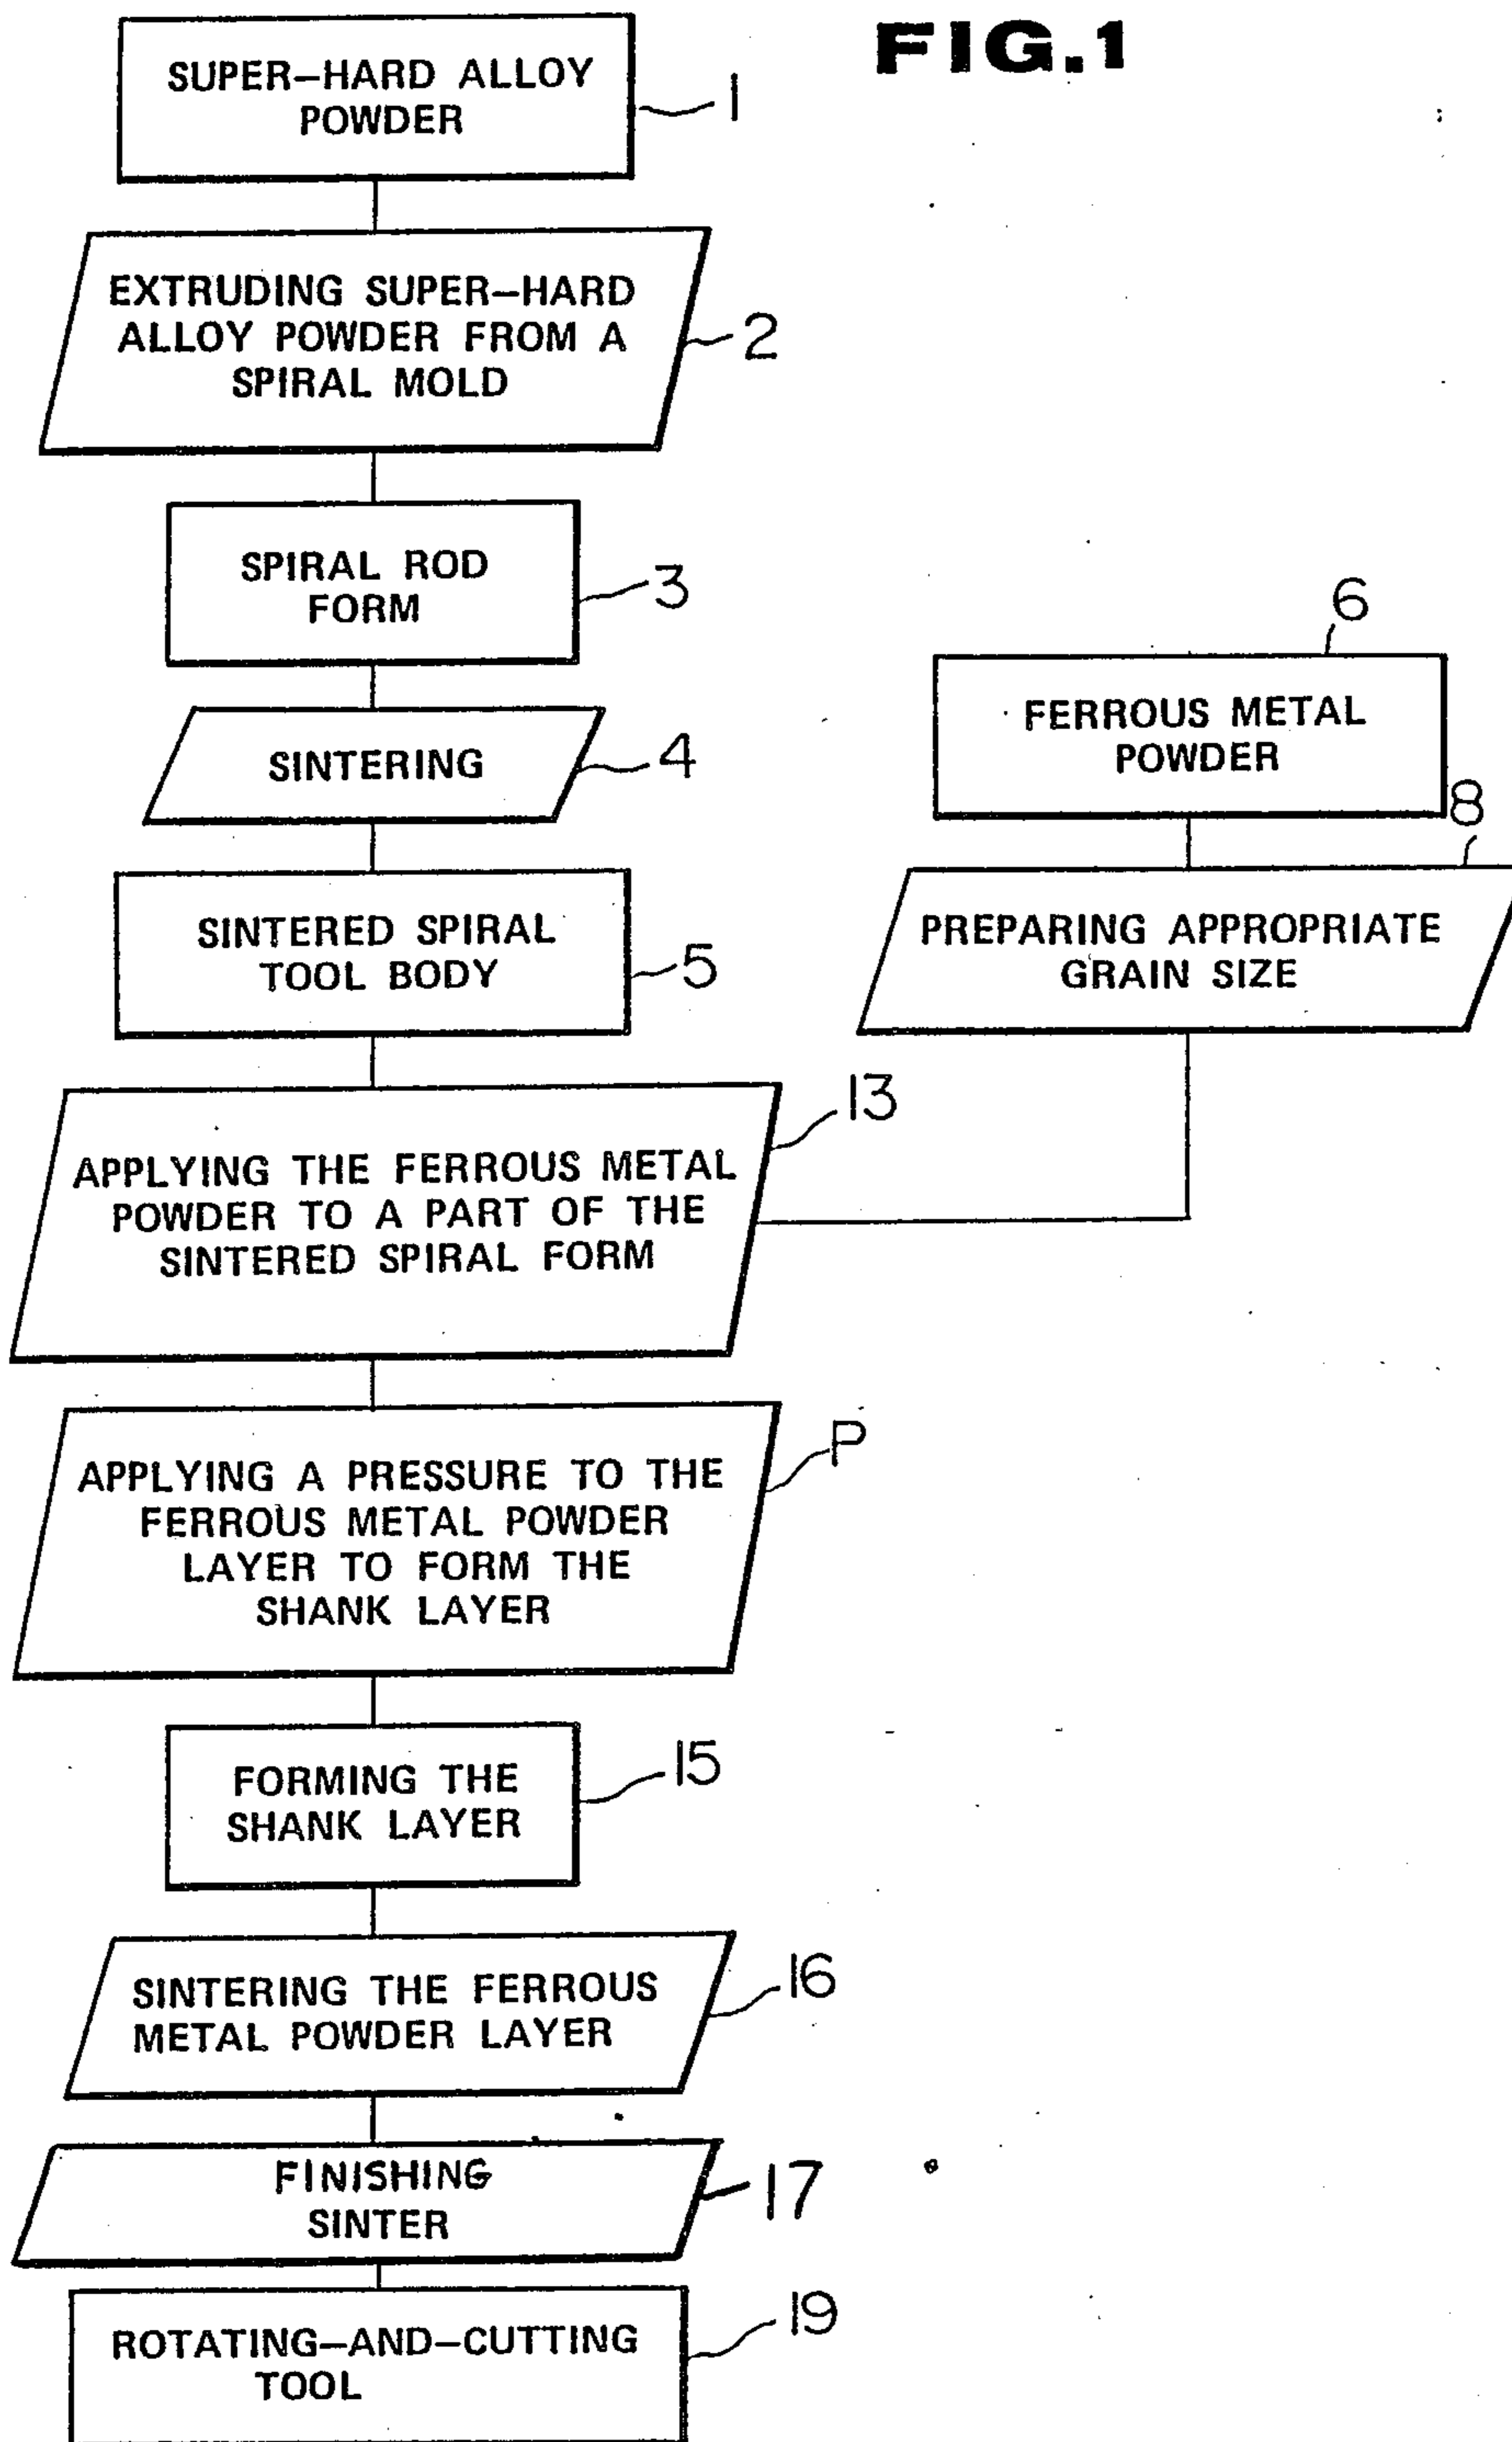 FIG.1
SUPER–HARD ALLOY
POWDER
1
EXTRUDING SUPER–HARD
ALLOY POWDER FROM A
SPIRAL MOLD
2
SPIRAL ROD
FORM
3
SINTERING
4
SINTERED SPIRAL
TOOL BODY
5
6
FERROUS METAL
POWDER
8
PREPARING APPROPRIATE
GRAIN SIZE
13
APPLYING THE FERROUS METAL
POWDER TO A PART OF THE
SINTERED SPIRAL FORM
P
APPLYING A PRESSURE TO THE
FERROUS METAL POWDER
LAYER TO FORM THE
SHANK LAYER
15
FORMING THE
SHANK LAYER
16
SINTERING THE FERROUS
METAL POWDER LAYER
17
FINISHING
SINTER
19
ROTATING–AND–CUTTING
TOOL